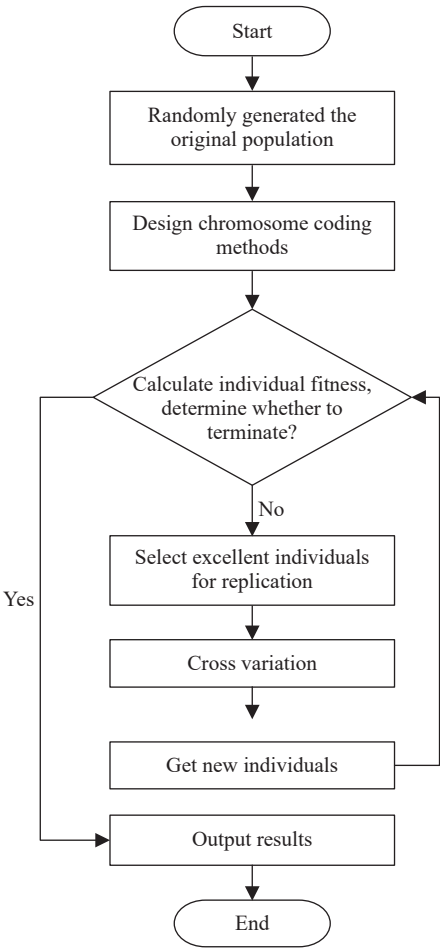 Start
Randomly generated the
original population
Design chromosome coding
methods
Calculate individual fitness,
determine whether to
terminate?
No
Select excellent individuals
for replication
Yes
Cross variation
Get new individuals
Output results
End